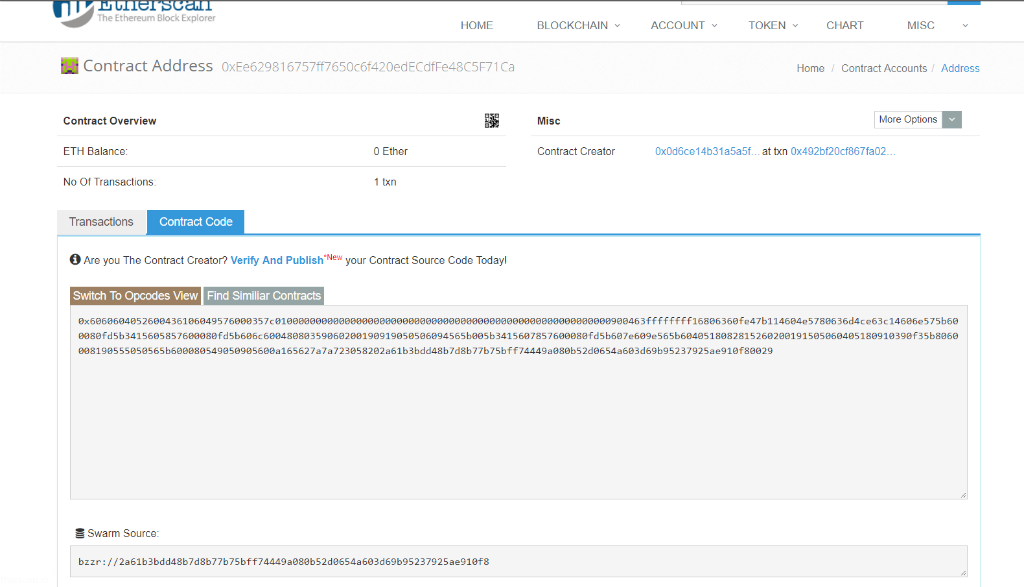 Etherscan
The Ethereum Block Explorer
HOME BLOCKCHAIN ACCOUNT TOKEN CHART MISC
Contract Address 0xEe629816757ff7650c6f420edECdfFe48C5F71Ca
Home / Contract Accounts / Address
Contract Overview
ETH Balance: 0 Ether
No Of Transactions: 1 txn
Misc
More Options
Contract Creator 0x0d6ce14b31a5a5f... at txn 0x492bf20cf867fa02...
Transactions
Contract Code
Are you The Contract Creator? Verify And Publish*New your Contract Source Code Today!
Switch To Opcodes View Find Similiar Contracts
0081905550505​65b600080549050905600a165627a7a723058202a61b3bdd48b7d8b77b75bff74449a080b52d0654a603d69b95237925ae910f80029
Swarm Source:
bzzr://2a61b3bdd48b7d8b77b75bff74449a080b52d0654a603d69b95237925ae910f8